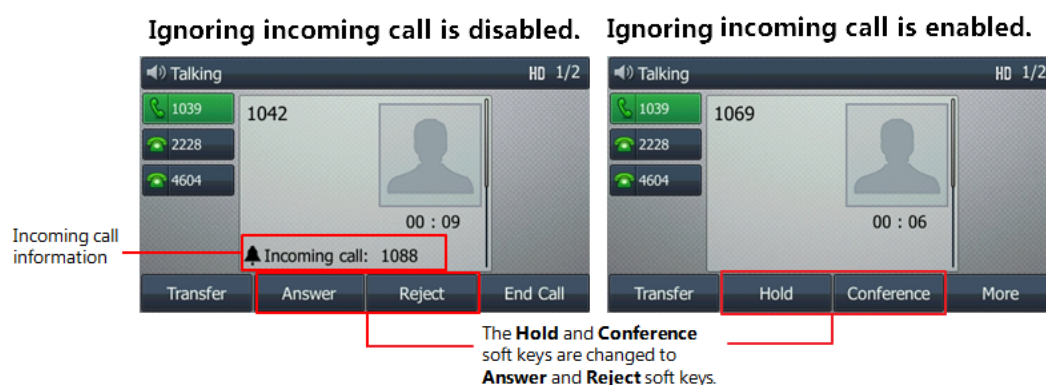 Ignoring incoming call is disabled.
Ignoring incoming call is enabled.
Talking
HD 1/2
1039
1042
2228
4604
00 : 09
Incoming call: 1088
Transfer
Answer
Reject
End Call
Talking
HD 1/2
1039
1069
2228
4604
00 : 06
Transfer
Hold
Conference
More
Incoming call
information
The Hold and Conference
soft keys are changed to
Answer and Reject soft keys.